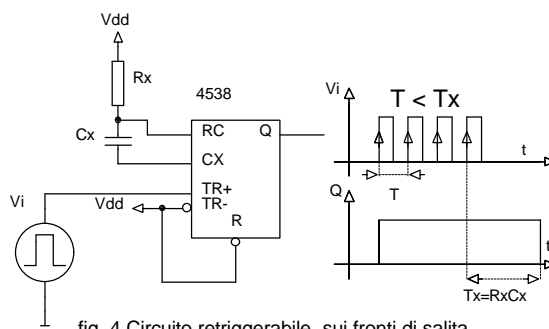 Vdd
Rx
4538
Cx
RC
Q
CX
TR+
TR-
R
Vi
Vdd
Vi
T < Tx
t
T
Q
t
Tx=RxCx
fig. 4 Circuito retriggerabile sui fronti di salita